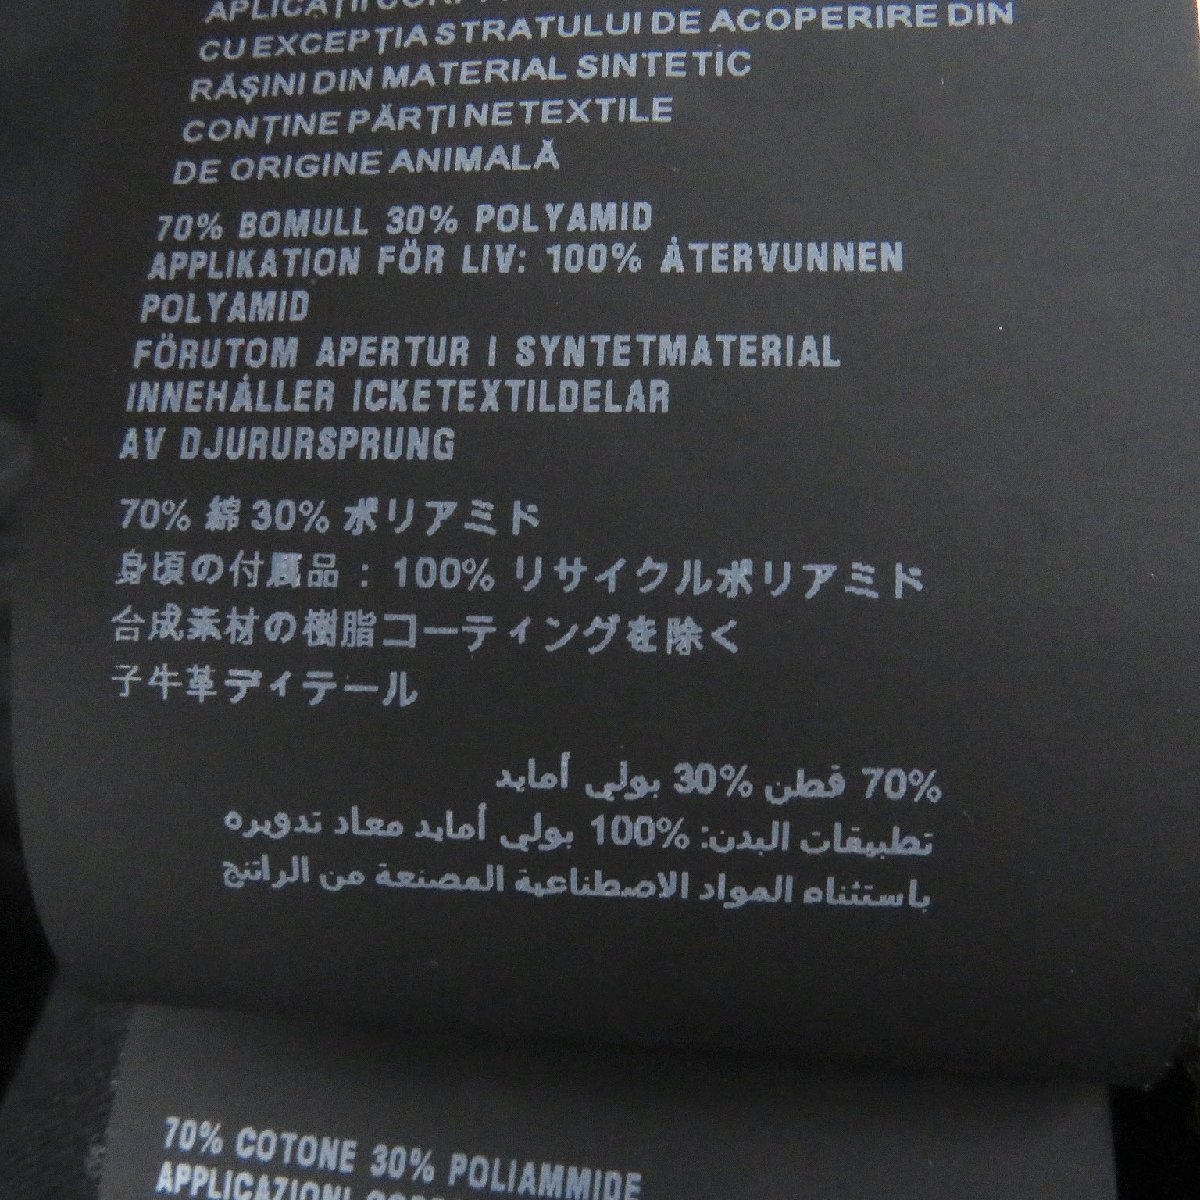 APLICAȚII
CU EXCEPȚIA STRATULUI DE ACOPERIRE DIN
RĂȘINI DIN MATERIAL SINTETIC
CONȚINE PĂRȚI NETEXTILE
DE ORIGINE ANIMALĂ
70% BOMULL 30% POLYAMID
APPLIKATION FÖR LIV: 100% ÅTERVUNNEN
POLYAMID
FÖRUTOM APERTUR I SYNTETMATERIAL
INNEHÅLLER ICKETEXTILDELAR
AV DJURURSPRUNG
70% 綿 30% ポリアミド
身頃の付属品 : 100% リサイクルポリアミド
合成素材の樹脂コーティングを除く
子牛革ディテール
70% قطن 30% بولي أمايد
تطبيقات البدن: 100% بولي أمايد معاد تدويره
باستثناء المواد الاصطناعية المصنعة من الراتنج
70% COTONE 30% POLIAMMIDE
APPLICAZIONI